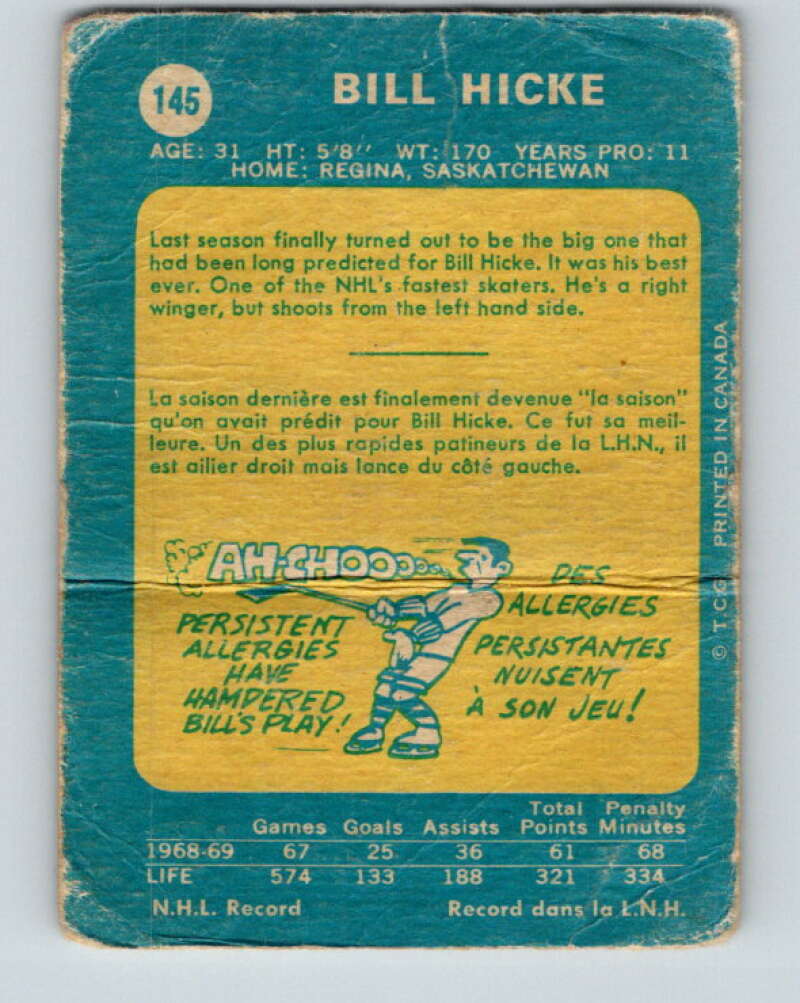 145
BILL HICKE
AGE: 31 HT: 5'8'' WT: 170 YEARS PRO: 11
HOME: REGINA, SASKATCHEWAN
Last season finally turned out to be the big one that
had been long predicted for Bill Hicke. It was his best
ever. One of the NHL's fastest skaters. He's a right
winger, but shoots from the left hand side.
La saison dernière est finalement devenue "la saison"
qu'on avait prédit pour Bill Hicke. Ce fut sa meil-
leure. Un des plus rapides patineurs de la L.H.N., il
est ailier droit mais lance du côté gauche.
AH-CHOOOOOOO
PERSISTENT
ALLERGIES
HAVE
HAMPERED
BILL'S PLAY!
DES
ALLERGIES
PERSISTANTES
NUISENT
À SON JEU!
© T.C.G. PRINTED IN CANADA
Total Penalty
Games Goals Assists Points Minutes
1968-69 67 25 36 61 68
LIFE 574 133 188 321 334
N.H.L. Record Record dans la L.N.H.